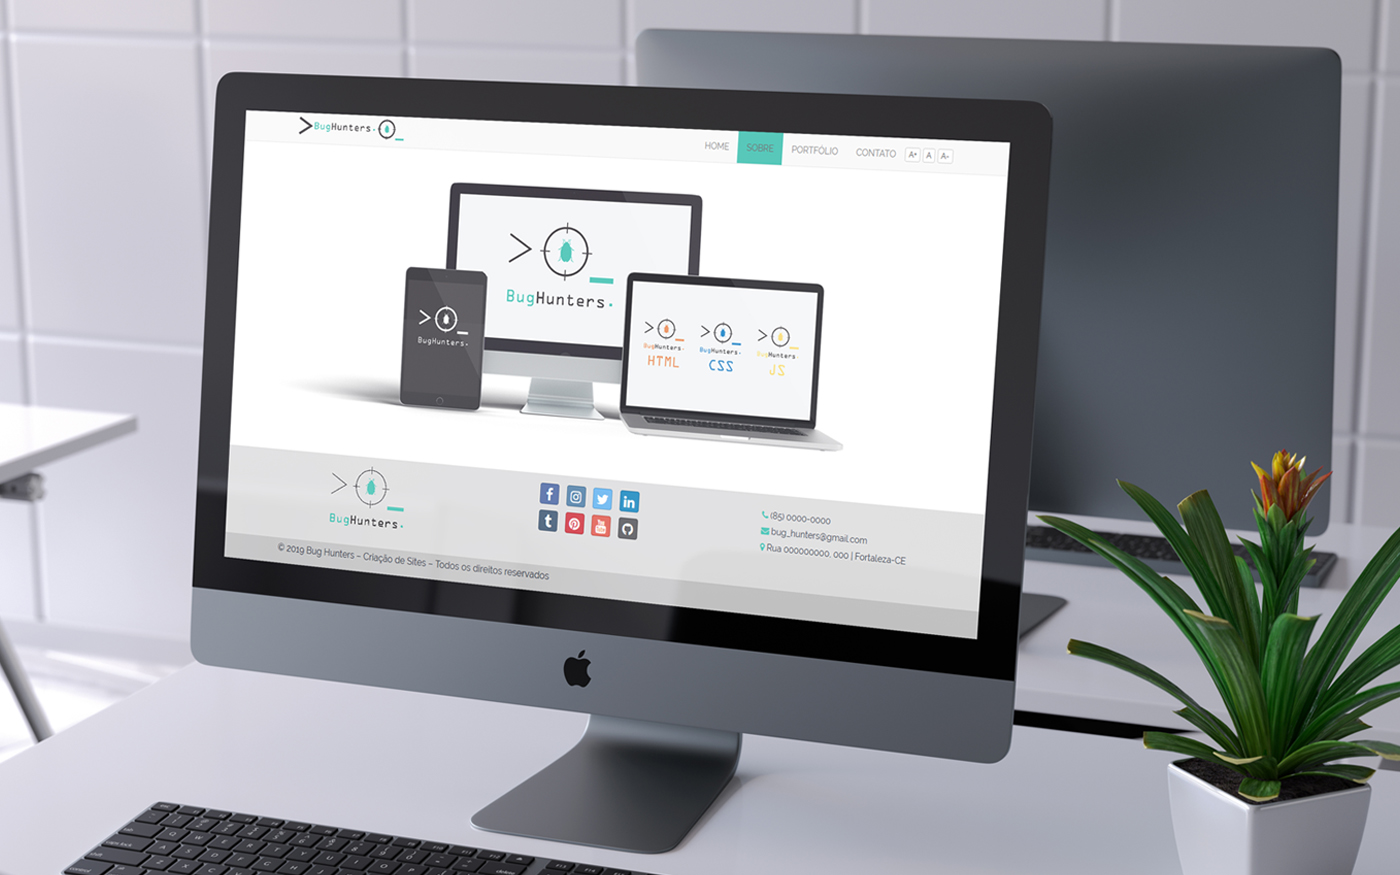 BugHunters.
HOME SOBRE PORTFÓLIO CONTATO A+ A A-
BugHunters.
BugHunters.
BugHunters. BugHunters. BugHunters
HTML CSS JS
BugHunters.
(85) 0000-0000
bug_hunters@gmail.com
Rua 000000000, 000 | Fortaleza-CE
© 2019 Bug Hunters – Criação de Sites – Todos os direitos reservados